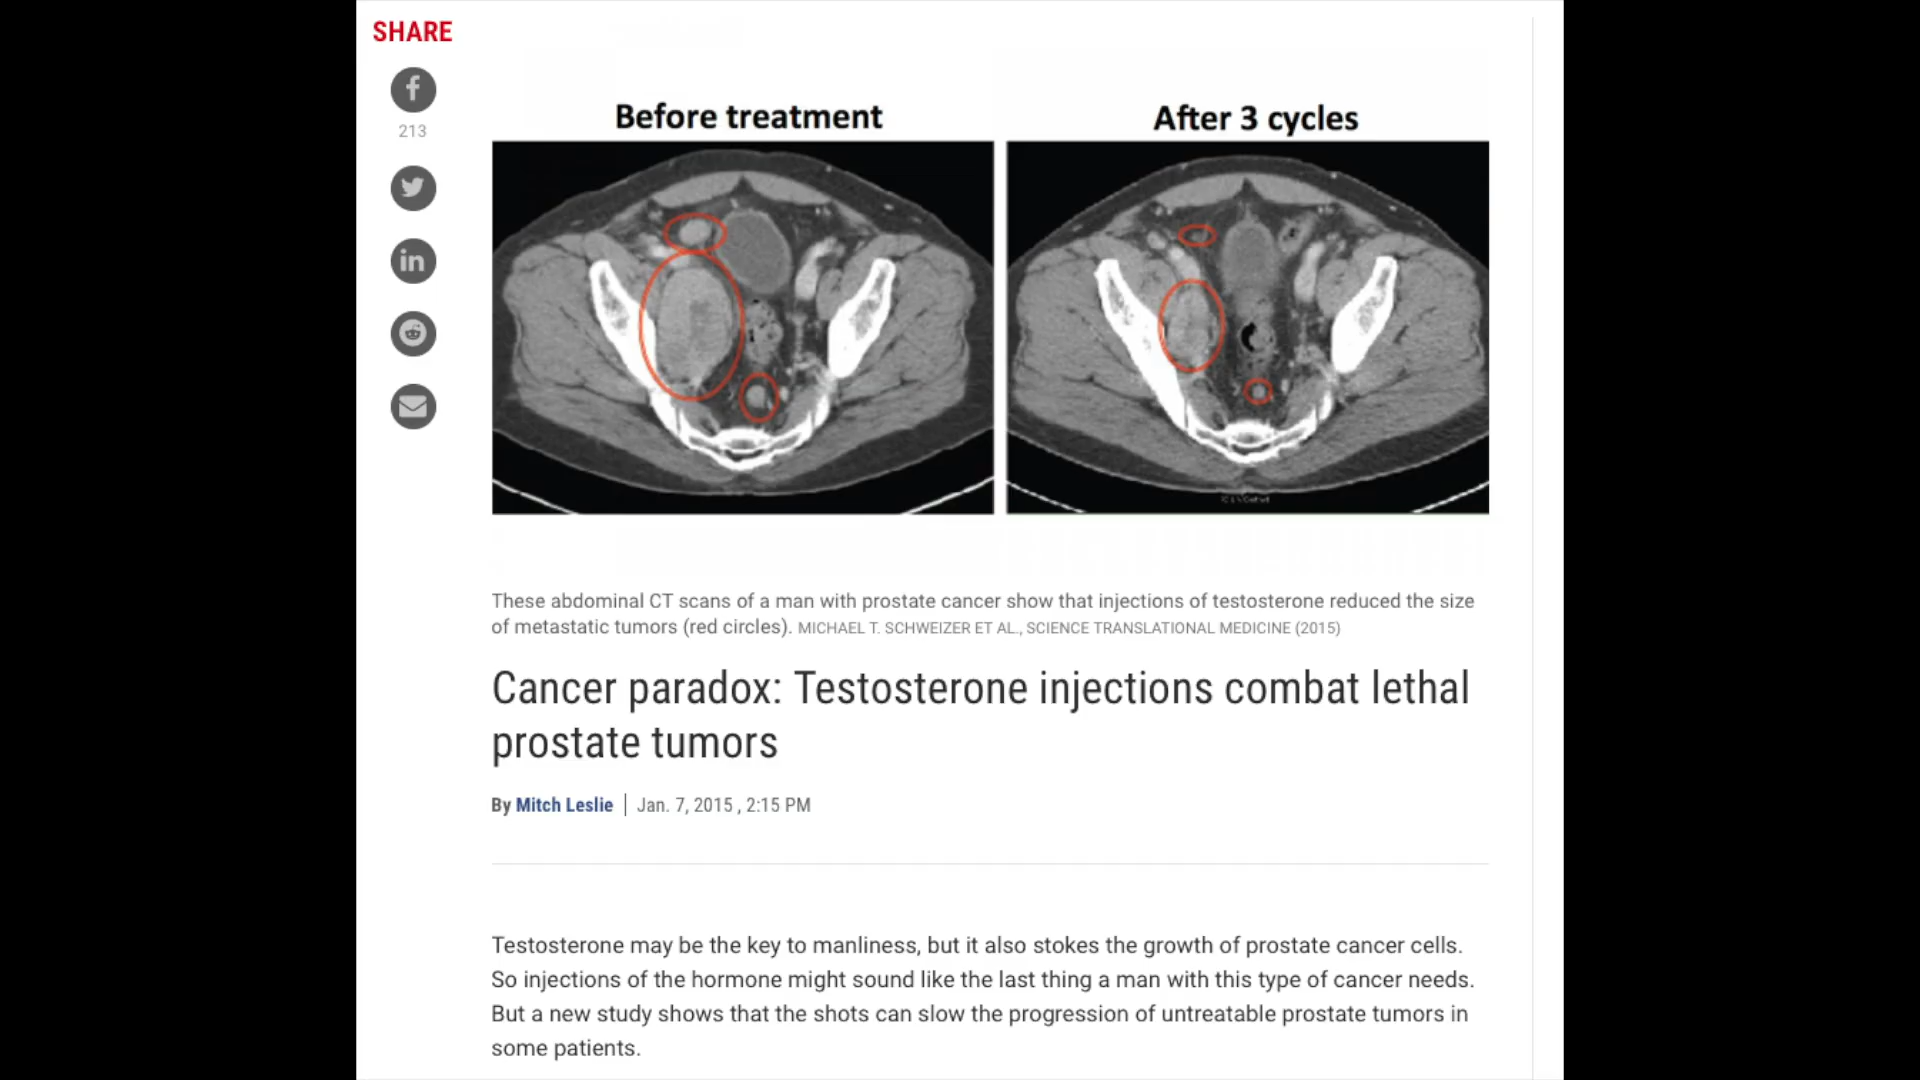 SHARE
213
Before treatment
After 3 cycles
These abdominal CT scans of a man with prostate cancer show that injections of testosterone reduced the size
of metastatic tumors (red circles). MICHAEL T. SCHWEIZER ET AL., SCIENCE TRANSLATIONAL MEDICINE (2015)
Cancer paradox: Testosterone injections combat lethal
prostate tumors
By Mitch Leslie | Jan. 7, 2015 , 2:15 PM
Testosterone may be the key to manliness, but it also stokes the growth of prostate cancer cells.
So injections of the hormone might sound like the last thing a man with this type of cancer needs.
But a new study shows that the shots can slow the progression of untreatable prostate tumors in
some patients.